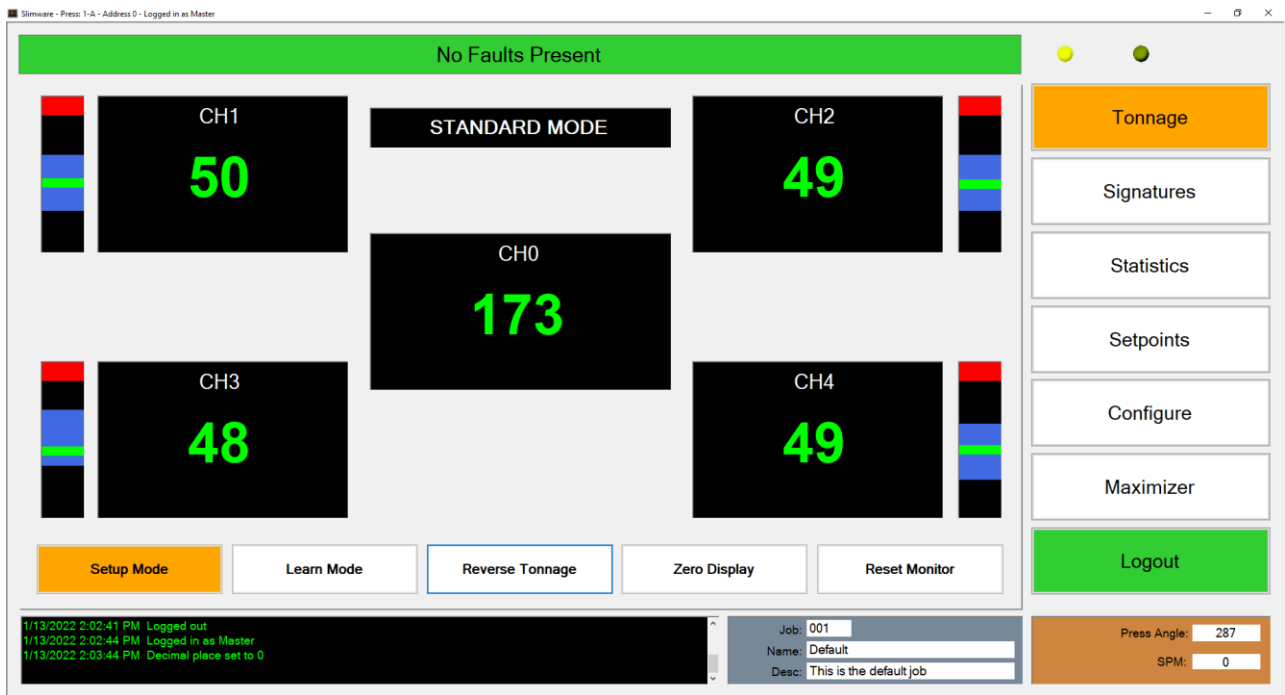 Slimware - Press: 1-A - Address 0 - Logged in as Master
No Faults Present
CH1
50
STANDARD MODE
CH2
49
CH0
173
CH3
48
CH4
49
Setup Mode
Learn Mode
Reverse Tonnage
Zero Display
Reset Monitor
Tonnage
Signatures
Statistics
Setpoints
Configure
Maximizer
Logout
1/13/2022 2:02:41 PM Logged out
1/13/2022 2:02:44 PM Logged in as Master
1/13/2022 2:03:44 PM Decimal place set to 0
Job: 001
Name: Default
Desc: This is the default job
Press Angle: 287
SPM: 0